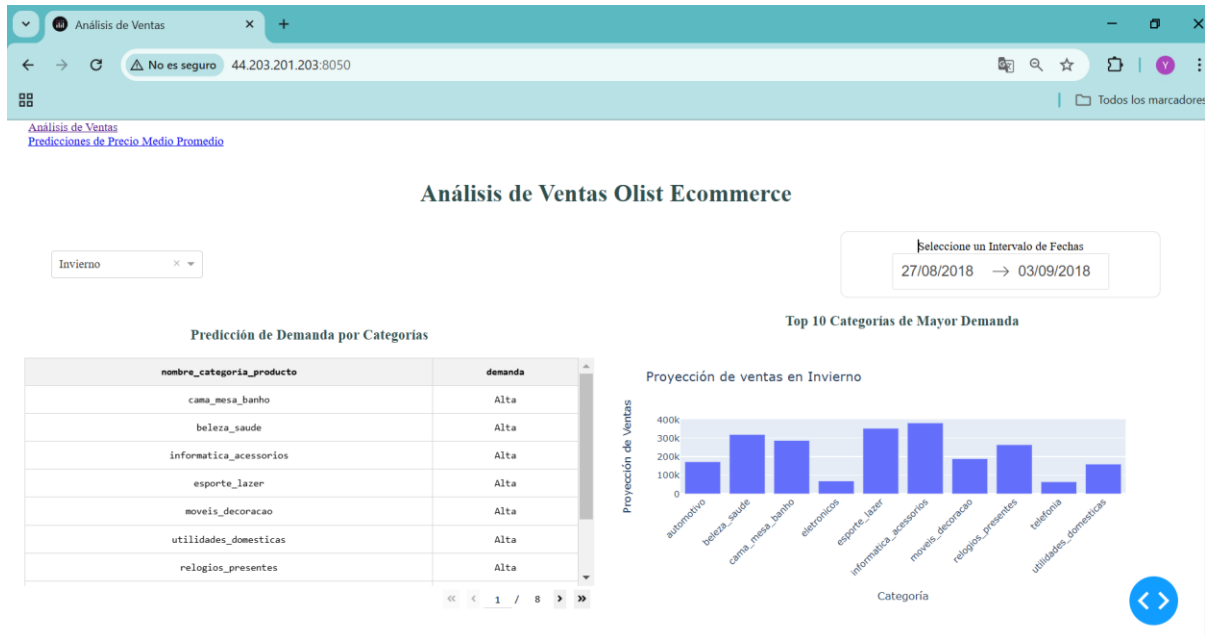 Análisis de Ventas
No es seguro 44.203.201.203:8050
Y
Todos los marcadores
Análisis de Ventas
Predicciones de Precio Medio Promedio
Análisis de Ventas Olist Ecommerce
Invierno
Seleccione un Intervalo de Fechas
27/08/2018 → 03/09/2018
Predicción de Demanda por Categorías
nombre_categoria_producto demanda
cama_mesa_banho Alta
beleza_saude Alta
informatica_acessorios Alta
esporte_lazer Alta
moveis_decoracao Alta
utilidades_domesticas Alta
relogios_presentes Alta
1 / 8
Top 10 Categorías de Mayor Demanda
Proyección de ventas en Invierno
Proyección de Ventas
400k
300k
200k
100k
0
automotivo
beleza_saude
cama_mesa_banho
eletronicos
esporte_lazer
informatica_acessorios
moveis_decoracao
relogios_presentes
telefonia
utilidades_domesticas
Categoría